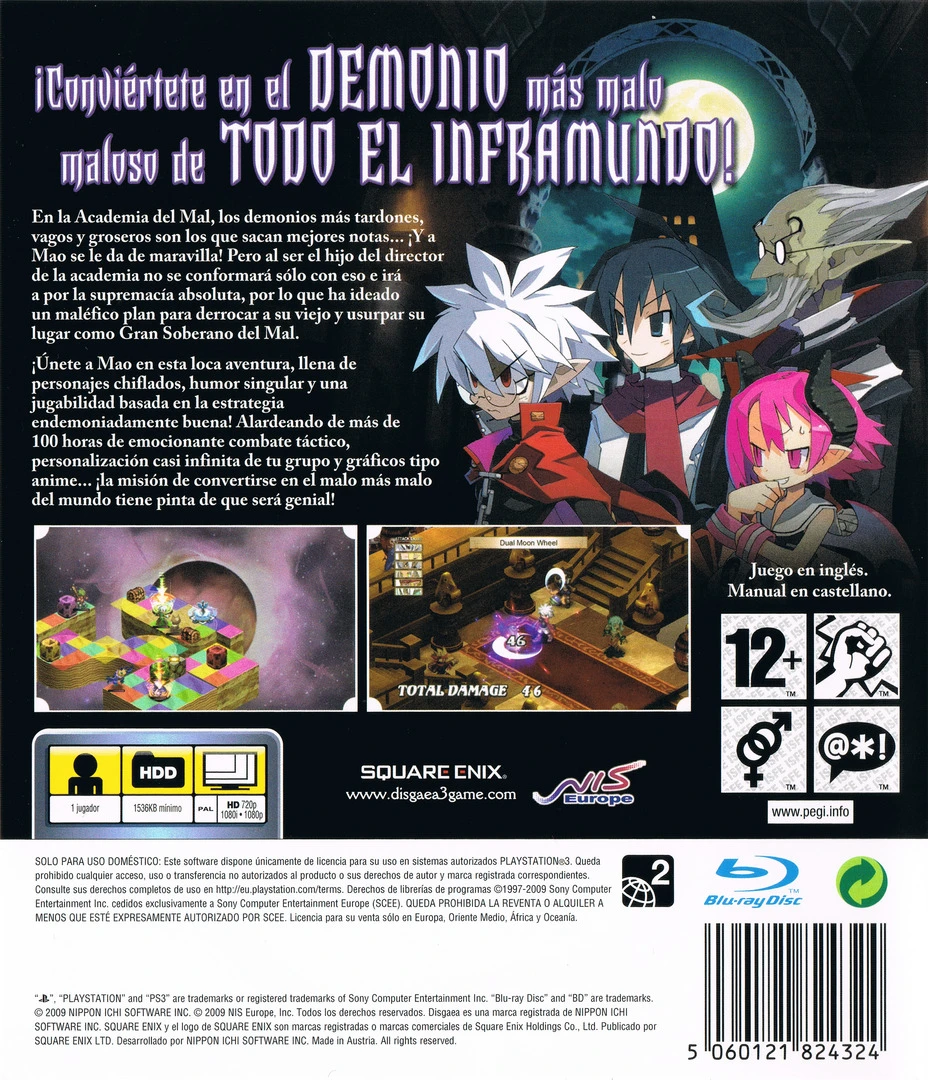 ¡Conviértete en el DEMONIO más malo
maloso de TODO EL INFRAMUNDO!
En la Academia del Mal, los demonios más tardones,
vagos y groseros son los que sacan mejores notas... ¡Y a
Mao se le da de maravilla! Pero al ser el hijo del director
de la academia no se conformará sólo con eso e irá
a por la supremacía absoluta, por lo que ha ideado
un maléfico plan para derrocar a su viejo y usurpar su
lugar como Gran Soberano del Mal.
¡Únete a Mao en esta loca aventura, llena de
personajes chiflados, humor singular y una
jugabilidad basada en la estrategia
endemoniadamente buena! Alardeando de más de
100 horas de emocionante combate táctico,
personalización casi infinita de tu grupo y gráficos tipo
anime... ¡la misión de convertirse en el malo más malo
del mundo tiene pinta de que será genial!
Dual Moon Wheel
46
TOTAL DAMAGE 46
Juego en inglés.
Manual en castellano.
12+
TM
TM
@*!
TM
TM
www.pegi.info
HDD
1 jugador
1536KB mínimo
PAL
HD 720p
1080i • 1080p
SQUARE ENIX®
www.disgaea3game.com
NIS
Europe
SOLO PARA USO DOMÉSTICO: Este software dispone únicamente de licencia para su uso en sistemas autorizados PLAYSTATION®3. Queda
prohibido cualquier acceso, uso o transferencia no autorizados al producto o sus derechos de autor y marca registrada correspondientes.
Consulte sus derechos completos de uso en http://eu.playstation.com/terms. Derechos de librerías de programas ©1997-2009 Sony Computer
Entertainment Inc. cedidos exclusivamente a Sony Computer Entertainment Europe (SCEE). QUEDA PROHIBIDA LA REVENTA O ALQUILER A
MENOS QUE ESTÉ EXPRESAMENTE AUTORIZADO POR SCEE. Licencia para su venta sólo en Europa, Oriente Medio, África y Oceanía.
2
TM
Blu-ray Disc
"", "PLAYSTATION" and "PS3" are trademarks or registered trademarks of Sony Computer Entertainment Inc. "Blu-ray Disc" and "BD" are trademarks.
© 2009 NIPPON ICHI SOFTWARE INC. © 2009 NIS Europe, Inc. Todos los derechos reservados. Disgaea es una marca registrada o NIPPON ICHI
SOFTWARE INC. SQUARE ENIX y el logo de SQUARE ENIX son marcas registradas o marcas comerciales de Square Enix Holdings Co., Ltd. Publicado por
SQUARE ENIX LTD. Desarrollado por NIPPON ICHI SOFTWARE INC. Made in Austria. All rights reserved.
5 060121 824324